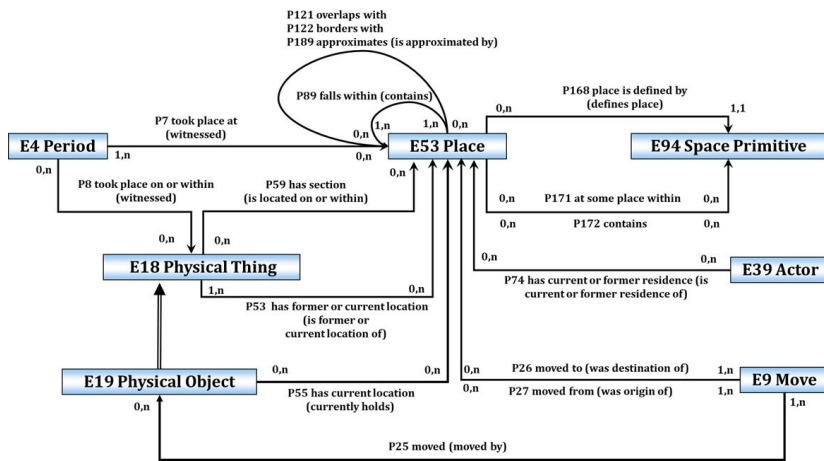 P121 overlaps with
P122 borders with
P189 approximates (is approximated by)
P89 falls within (contains)
1,n
1,n
0,n
0,n
0,n
P168 place is defined by
(defines place)
1,1
P7 took place at
(witnessed)
E4 Period
1,n
0,n
E53 Place
E94 Space Primitive
0,n
0,n
P8 took place on or within
(witnessed)
P59 has section
(is located on or within)
0,n
P171 at some place within
0,n
0,n
0,n
P172 contains
0,n
0,n
0,n
E18 Physical Thing
0,n
0,n
E39 Actor
1,n
P53 has former or current location
(is former or
current location of)
0,n
P74 has current or former residence (is
current or former residence of)
E19 Physical Object
0,n
0,n
0,n
P26 moved to (was destination of)
1,n
E9 Move
P55 has current location
(currently holds)
0,n
P27 moved from (was origin of)
1,n
0,n
1,n
P25 moved (moved by)